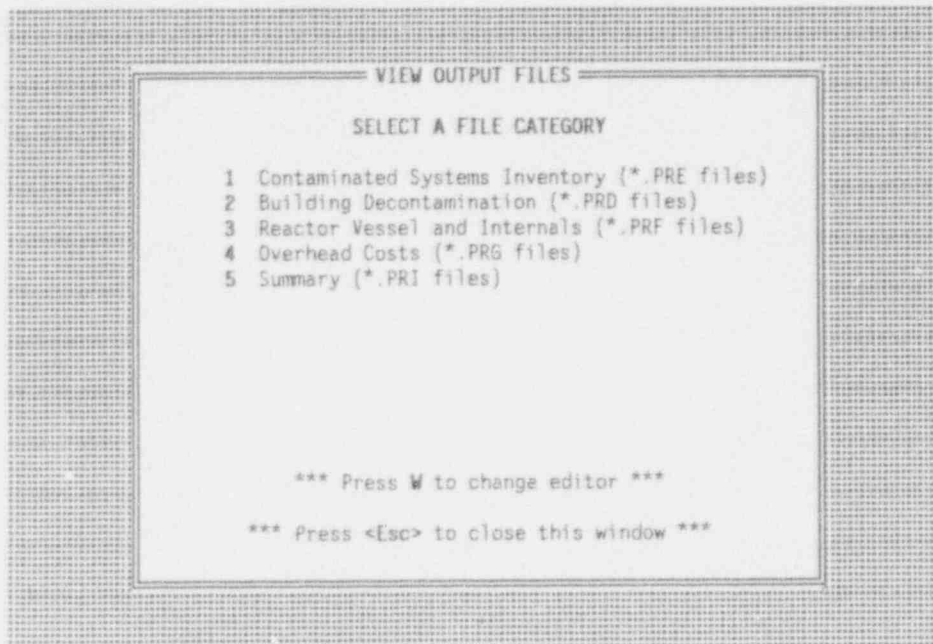 VIEW OUTPUT FILES
SELECT A FILE CATEGORY
1 Contaminated Systems Inventory (*.PRE files)
2 Building Decontamination (*.PRD files)
3 Reactor Vessel and Internals (*.PRF files)
4 Overhead Costs (*.PRG files)
5 Summary (*.PRI files)
*** Press W to change editor ***
*** Press <Esc> to close this window ***